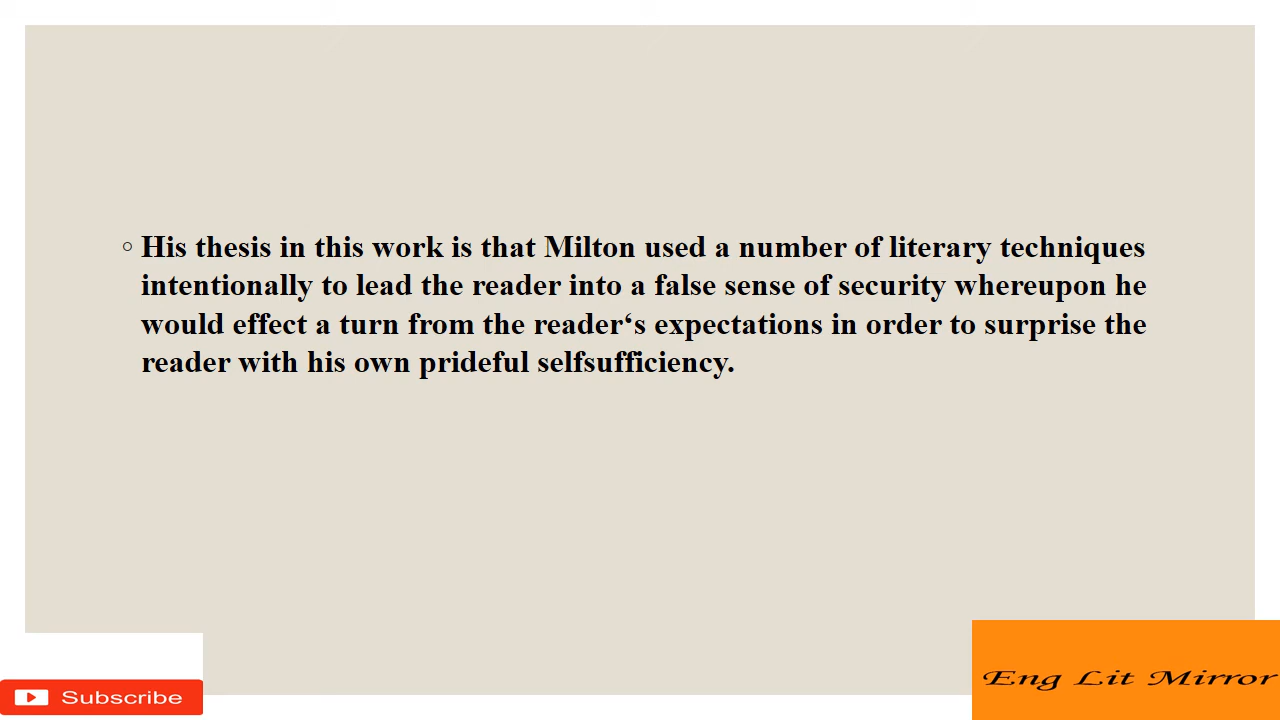 ◦ His thesis in this work is that Milton used a number of literary techniques
intentionally to lead the reader into a false sense of security whereupon he
would effect a turn from the reader‘s expectations in order to surprise the
reader with his own prideful selfsufficiency.
Subscribe
Eng Lit Mirror